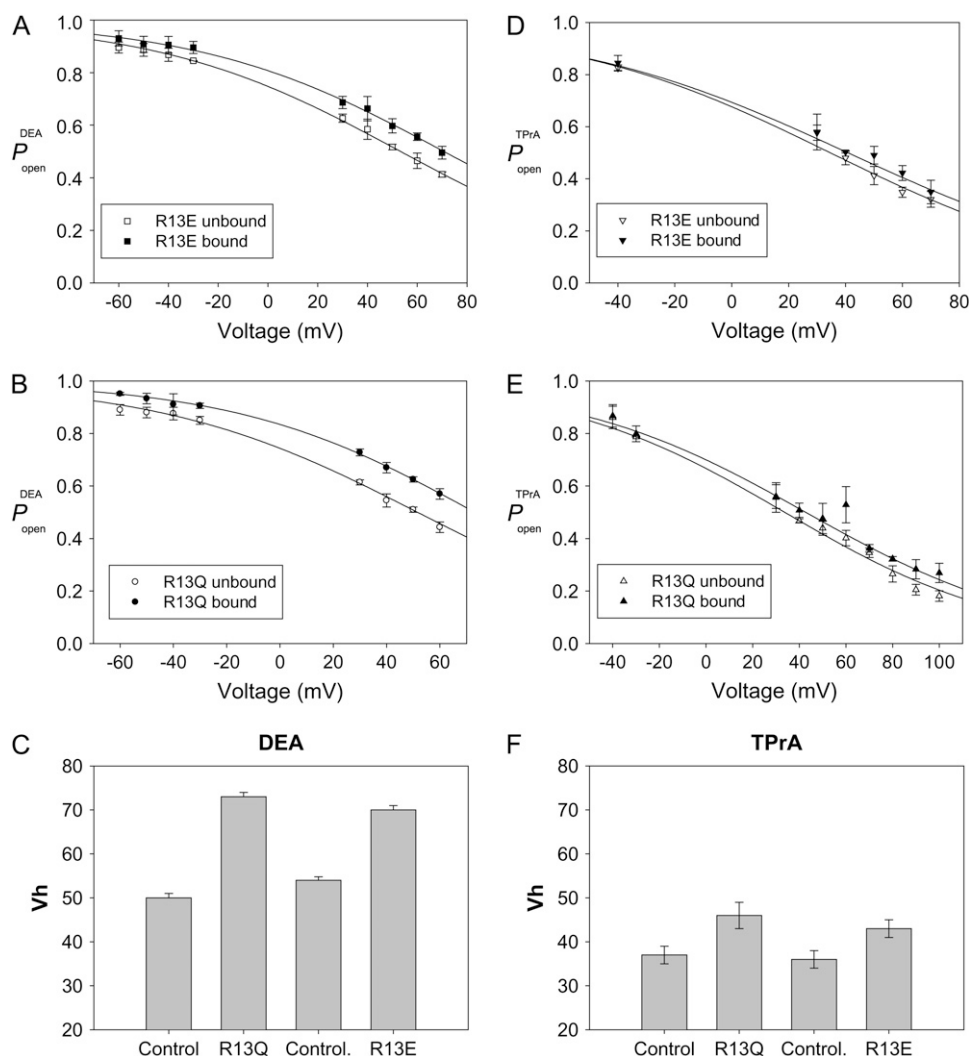 A
1.0
0.8
0.6
0.4
0.2
0.0
DEA
P
open
R13E unbound
R13E bound
-60 -40 -20 0 20 40 60 80
Voltage (mV)
D
1.0
0.8
0.6
0.4
0.2
0.0
TPrA
P
open
R13E unbound
R13E bound
-40 -20 0 20 40 60 80
Voltage (mV)
B
1.0
0.8
0.6
0.4
0.2
0.0
DEA
P
open
R13Q unbound
R13Q bound
-60 -40 -20 0 20 40 60
Voltage (mV)
E
1.0
0.8
0.6
0.4
0.2
0.0
TPrA
P
open
R13Q unbound
R13Q bound
-40 -20 0 20 40 60 80 100
Voltage (mV)
C
DEA
80
70
60
50
40
30
20
Vh
Control R13Q Control. R13E
F
TPrA
80
70
60
50
40
30
20
Vh
Control R13Q Control. R13E